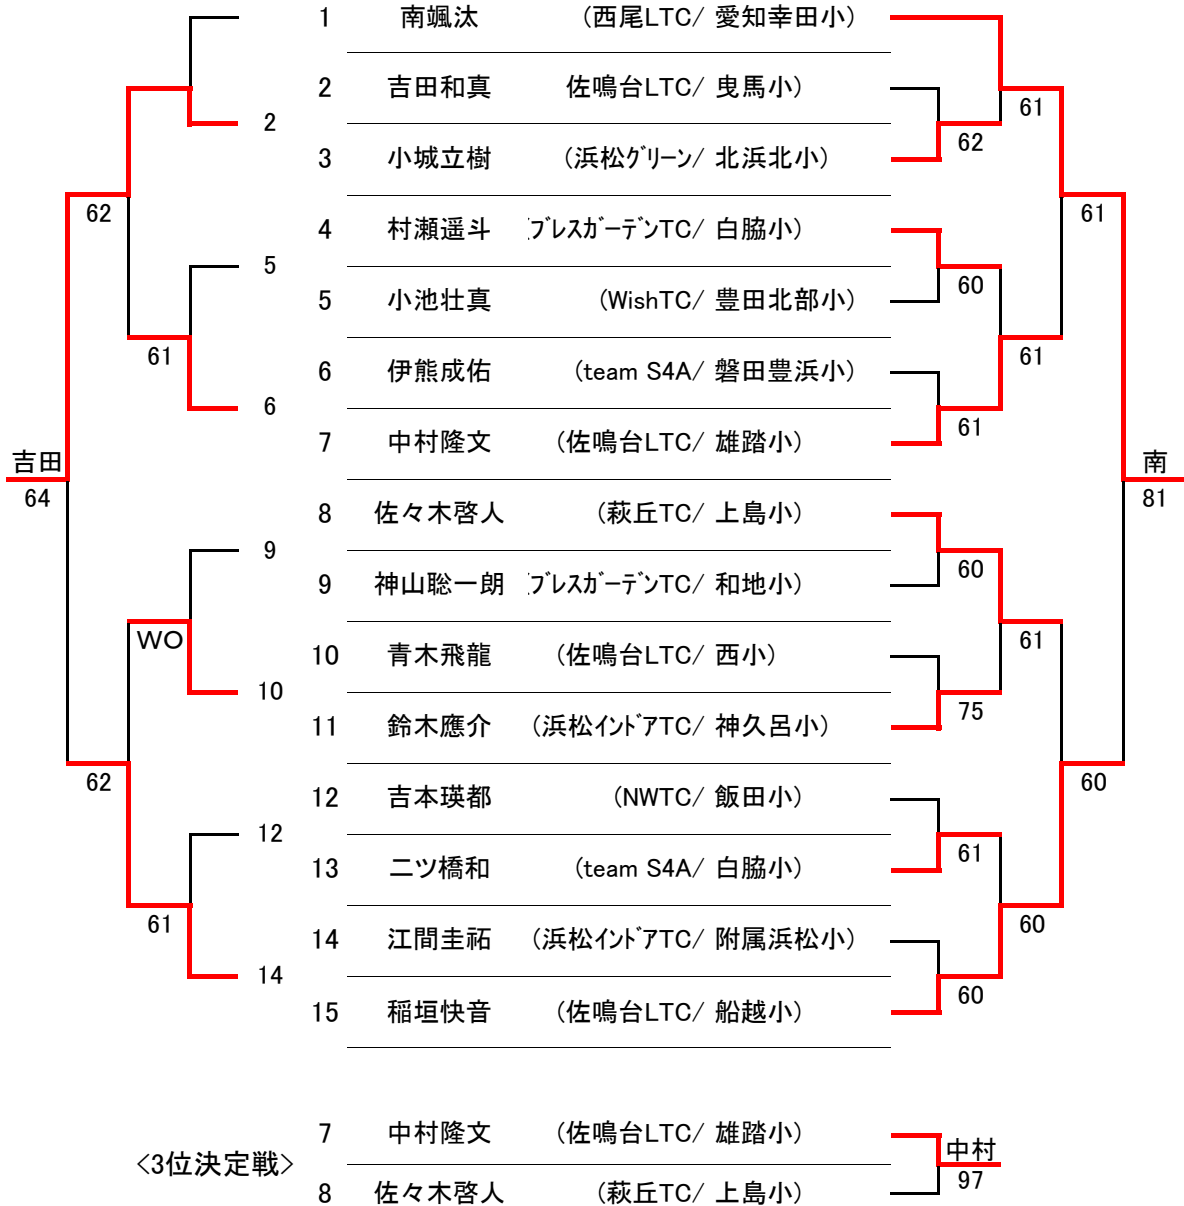 1 南颯汰 (西尾LTC/ 愛知幸田小)
2 吉田和真 佐鳴台LTC/ 曳馬小)
61
2
62
3 小城立樹 (浜松グリーン/ 北浜北小)
62
61
4 村瀬遥斗 ブレスガーデンTC/ 白脇小)
5
60
5 小池壮真 (WishTC/ 豊田北部小)
61
61
6 伊熊成佑 (team S4A/ 磐田豊浜小)
6
61
7 中村隆文 (佐鳴台LTC/ 雄踏小)
吉田
南
64
81
8 佐々木啓人 (萩丘TC/ 上島小)
9
60
9 神山聡一朗 ブレスガーデンTC/ 和地小)
WO
61
10 青木飛龍 (佐鳴台LTC/ 西小)
10
75
11 鈴木應介 (浜松インドアTC/ 神久呂小)
62
60
12 吉本瑛都 (NWTC/ 飯田小)
12
61
13 二ツ橋和 (team S4A/ 白脇小)
61
60
14 江間圭祐 (浜松インドアTC/ 附属浜松小)
14
60
15 稲垣快音 (佐鳴台LTC/ 船越小)
7 中村隆文 (佐鳴台LTC/ 雄踏小)
<3位決定戦>
中村
97
8 佐々木啓人 (萩丘TC/ 上島小)